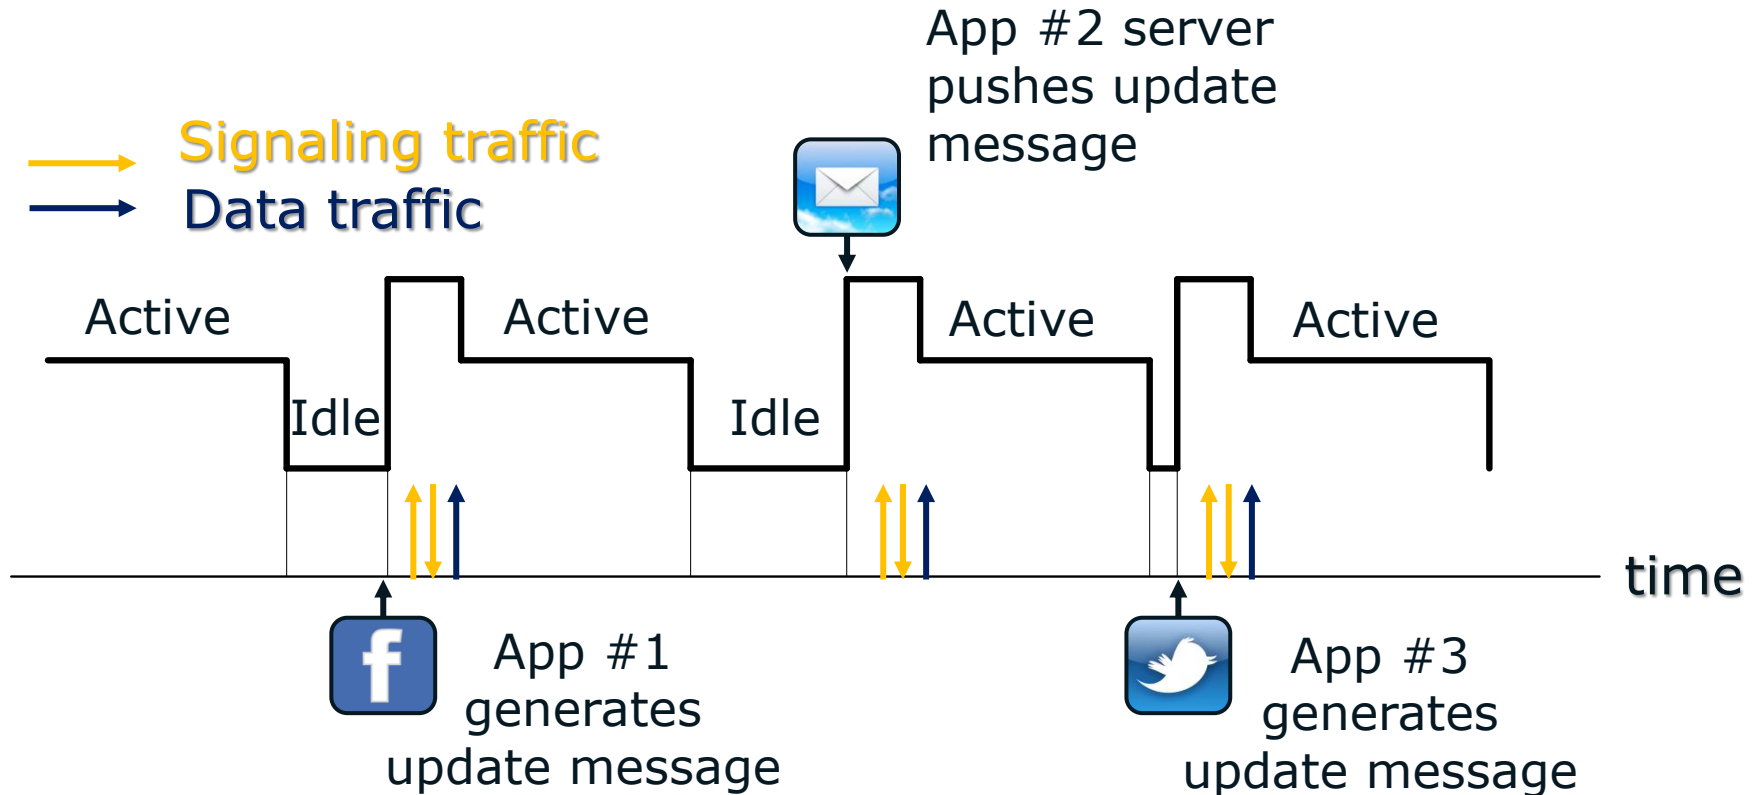 App #2 server
pushes update
message
Signaling traffic
Data traffic
Active
Active
Active
Active
Idle
Idle
time
f
App #1
generates
update message
App #3
generates
update message